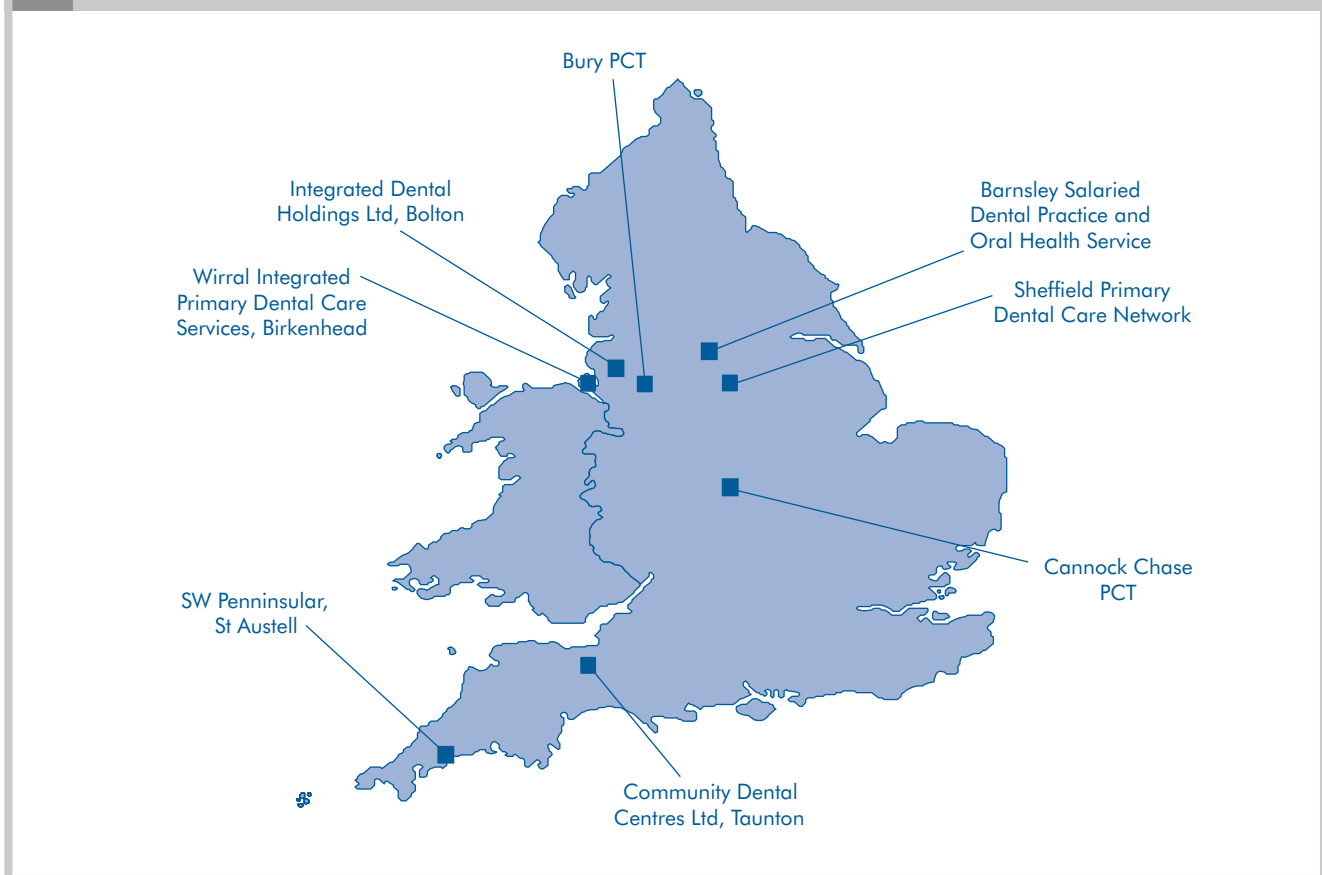 Bury PCT
Integrated Dental
Holdings Ltd, Bolton
Barnsley Salaried
Dental Practice and
Oral Health Service
Wirral Integrated
Primary Dental Care
Services, Birkenhead
Sheffield Primary
Dental Care Network
Cannock Chase
PCT
SW Penninsular,
St Austell
Community Dental
Centres Ltd, Taunton